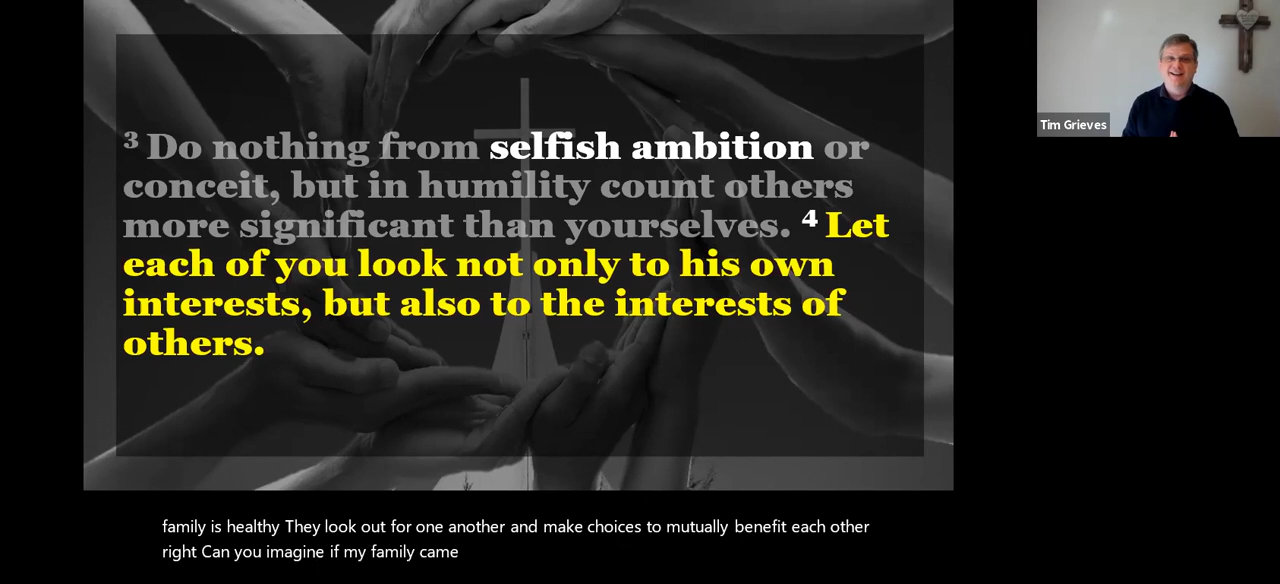 ³ Do nothing from selfish ambition or
conceit, but in humility count others
more significant than yourselves. ⁴ Let
each of you look not only to his own
interests, but also to the interests of
others.
Tim Grieves
family is healthy They look out for one another and make choices to mutually benefit each other
right Can you imagine if my family came